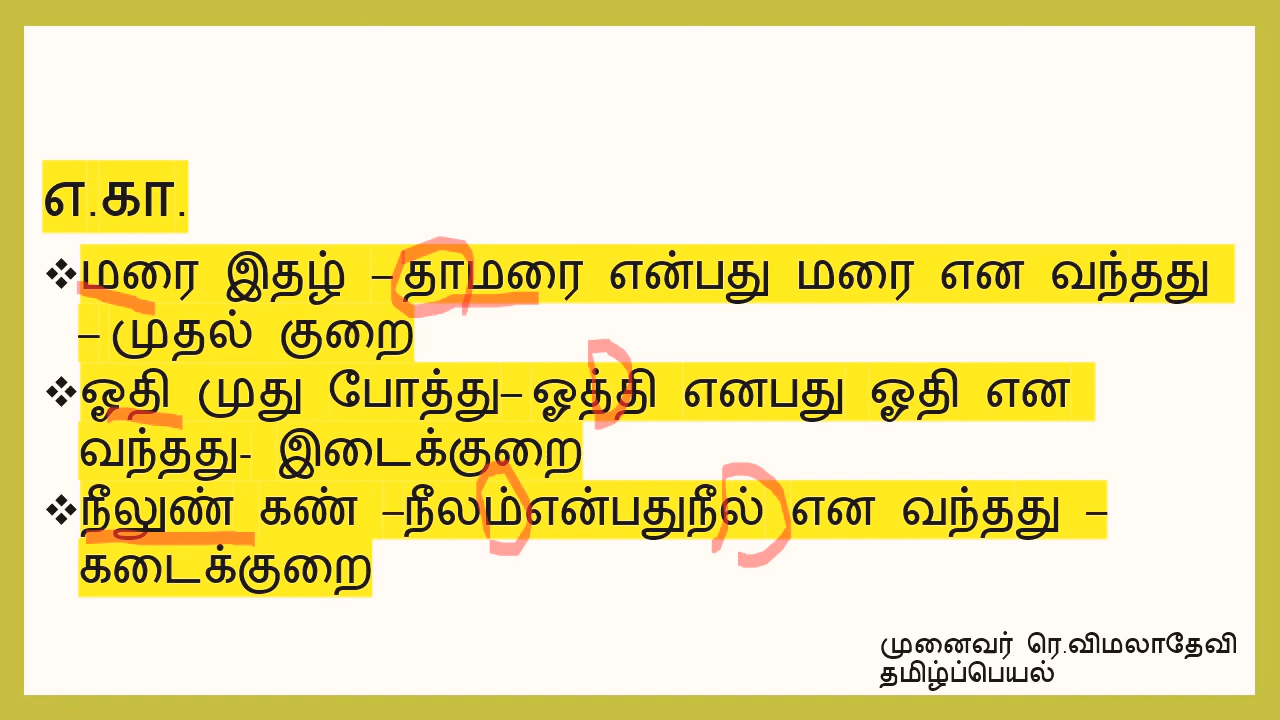 எ.கா.
❖மரை இதழ் – தாமரை என்பது மரை என வந்தது
– முதல் குறை
❖ஓதி முது போத்து– ஓத்தி எனபது ஓதி என
வந்தது- இடைக்குறை
❖நீலுண் கண் –நீலம்என்பதுநீல் என வந்தது –
கடைக்குறை
முனைவர் ரெ.விமலாதேவி
தமிழ்ப்பெயல்